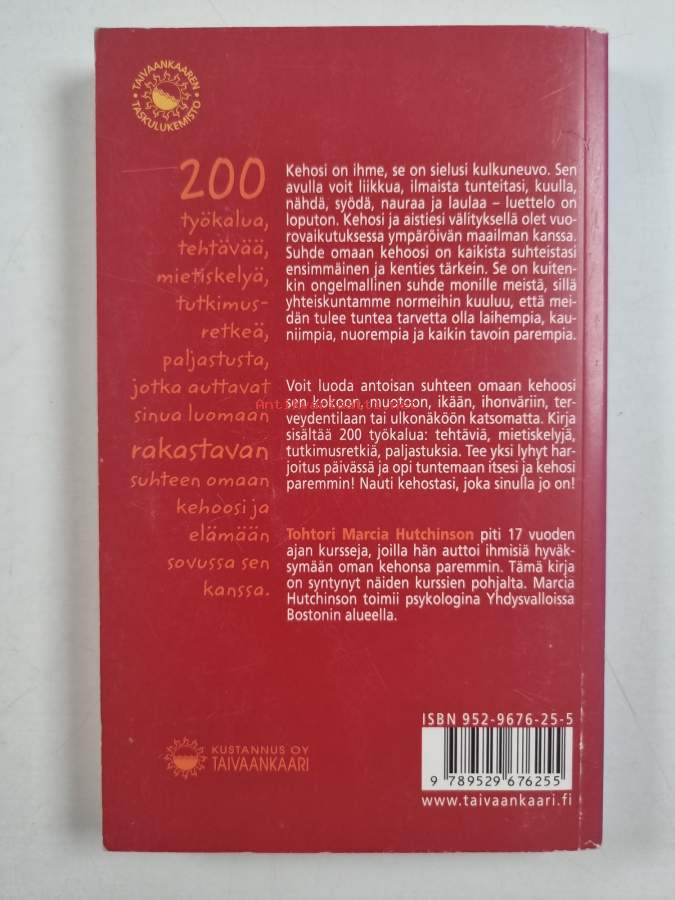 TAIVAANKAAREN
TASKULUKEMISTO
200
työkalua,
tehtävää,
mietiskelyä,
tutkimus-
retkeä,
paljastusta,
jotka auttavat
sinua luomaan
rakastavan
suhteen omaan
kehoosi ja
elämään
sovussa sen
kanssa.
Kehosi on ihme, se on sielusi kulkuneuvo. Sen
avulla voit liikkua, ilmaista tunteitasi, kuulla,
nähdä, syödä, nauraa ja laulaa – luettelo on
loputon. Kehosi ja aistiesi välityksellä olet vuo-
rovaikutuksessa ympäröivän maailman kanssa.
Suhde omaan kehoosi on kaikista suhteistasi
ensimmäinen ja kenties tärkein. Se on kuiten-
kin ongelmallinen suhde monille meistä, sillä
yhteiskuntamme normeihin kuuluu, että mei-
dän tulee tuntea tarvetta olla laihempia, kau-
niimpia, nuorempia ja kaikin tavoin parempia.
Voit luoda antoisan suhteen omaan kehoosi
sen kokoon, muotoon, ikään, ihonväriin, ter-
veydentilaan tai ulkonäköön katsomatta. Kirja
sisältää 200 työkalua: tehtäviä, mietiskelyjä,
tutkimusretkiä, paljastuksia. Tee yksi lyhyt har-
joitus päivässä ja opi tuntemaan itsesi ja kehosi
paremmin! Nauti kehostasi, joka sinulla jo on!
Tohtori Marcia Hutchinson piti 17 vuoden
ajan kursseja, joilla hän auttoi ihmisiä hyväk-
symään oman kehonsa paremmin. Tämä kirja
on syntynyt näiden kurssien pohjalta. Marcia
Hutchinson toimii psykologina Yhdysvalloissa
Bostonin alueella.
KUSTANNUS OY
TAIVAANKAARI
ISBN 952-9676-25-5
9 789529 676255
www.taivaankaari.fi